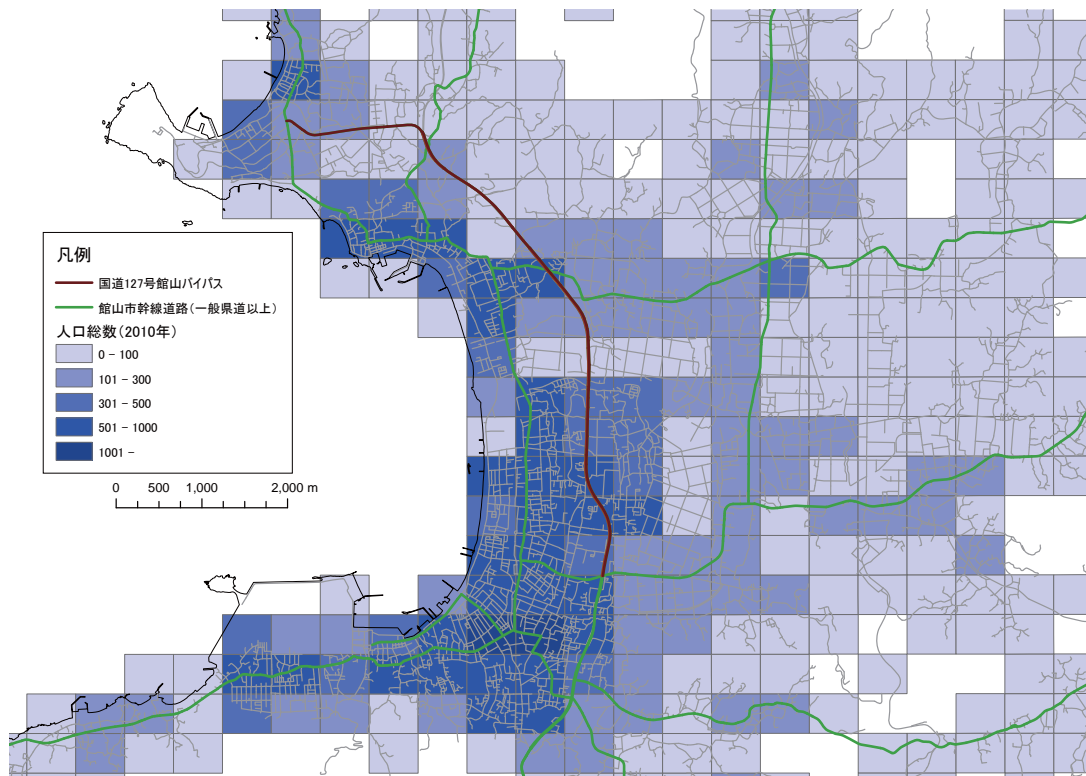 凡例
国道127号館山バイパス
館山市幹線道路(一般県道以上)
人口総数(2010年)
0 - 100
101 - 300
301 - 500
501 - 1000
1001 -
0 500 1,000 2,000 m